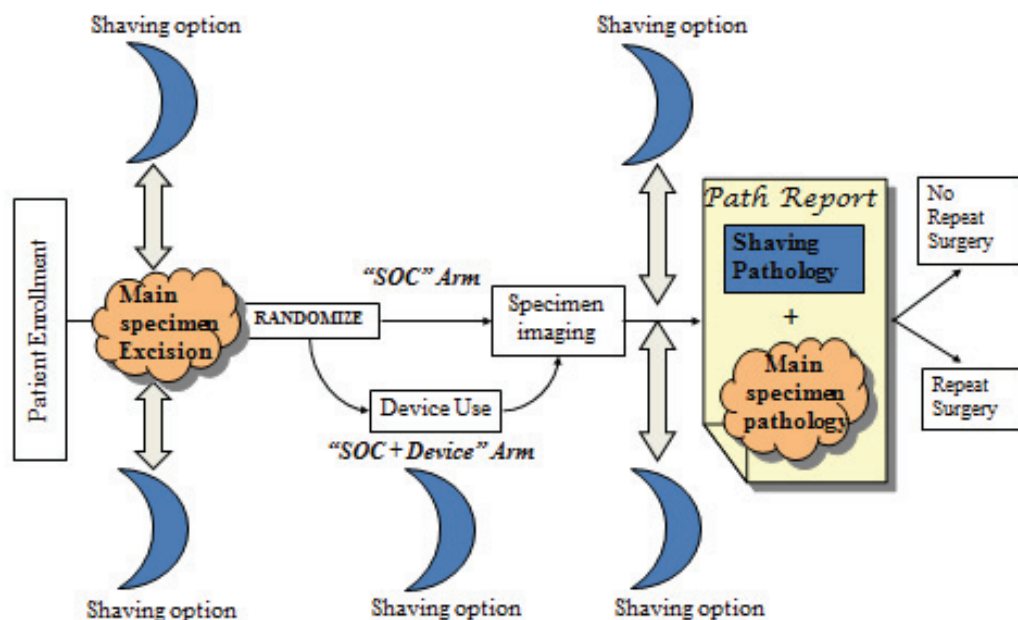 Shaving option
Shaving option
Patient Enrollment
Main
specimen
Excision
RANDOMIZE
"SOC" Arm
Specimen
imaging
Device Use
"SOC + Device" Arm
Path Report
Shaving
Pathology
+
Main
specimen
pathology
No
Repeat
Surgery
Repeat
Surgery
Shaving option
Shaving option
Shaving option